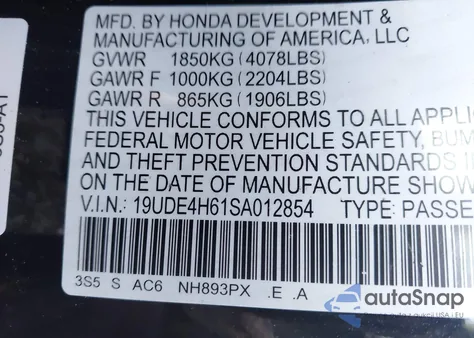 MFD. BY HONDA DEVELOPMENT &
MANUFACTURING OF AMERICA, LLC
GVWR 1850KG (4078LBS)
GAWR F 1000KG (2204LBS)
GAWR R 865KG (1906LBS)
THIS VEHICLE CONFORMS TO ALL APPLIC
FEDERAL MOTOR VEHICLE SAFETY, BUM
AND THEFT PREVENTION STANDARDS I
ON THE DATE OF MANUFACTURE SHOW
V.I.N.: 19UDE4H61SA012854 TYPE: PASSE
3S5 S AC6 NH893PX .E .A
autoSnap